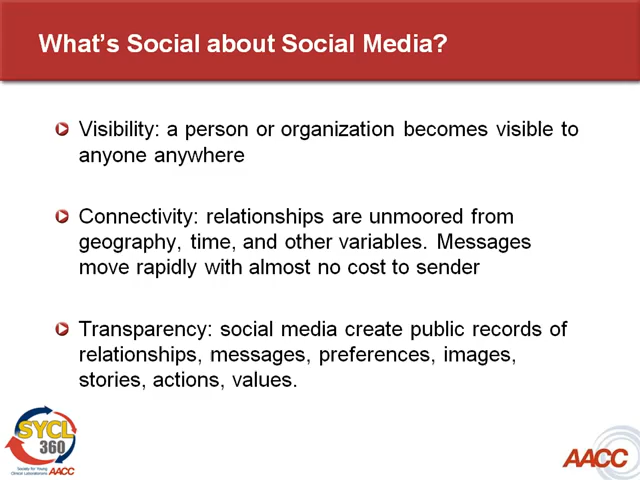 What's Social about Social Media?
Visibility: a person or organization becomes visible to
anyone anywhere
Connectivity: relationships are unmoored from
geography, time, and other variables. Messages
move rapidly with almost no cost to sender
Transparency: social media create public records of
relationships, messages, preferences, images,
stories, actions, values.
SYCL
360
Society for Young
Clinical Laboratorians AACC
AACC